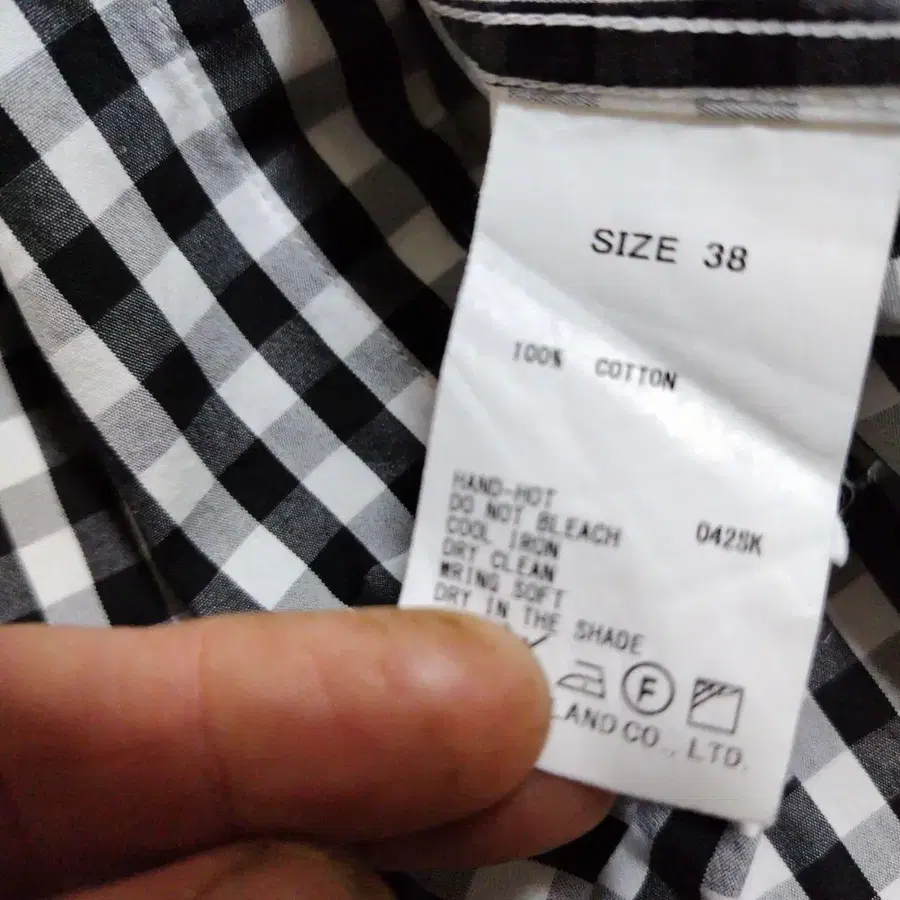 SIZE 38
100% COTTON
HAND-HOT
DO NOT BLEACH
COOL IRON
DRY CLEAN
WRING SOFT
DRY IN THE SHADE
042SK
F
LAND CO., LTD.